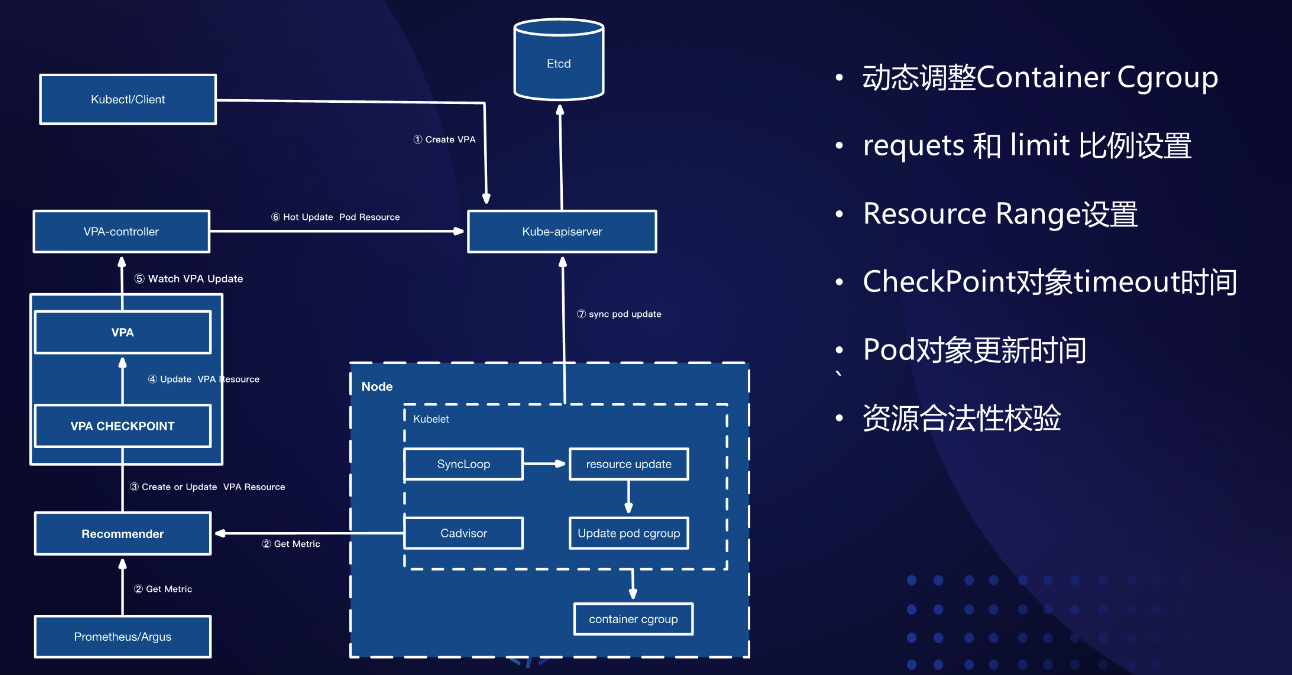 Etcd
Kubectl/Client
① Create VPA
VPA-controller
⑥ Hot Update Pod Resource
Kube-apiserver
⑤ Watch VPA Update
VPA
④ Update VPA Resource
VPA CHECKPOINT
③ Create or Update VPA Resource
Recommender
② Get Metric
Prometheus/Argus
② Get Metric
⑦ sync pod update
Node
Kubelet
SyncLoop
resource update
Cadvisor
Update pod cgroup
container cgroup
• 动态调整Container Cgroup
• requets 和 limit 比例设置
• Resource Range设置
• CheckPoint对象timeout时间
• Pod对象更新时间
`
• 资源合法性校验